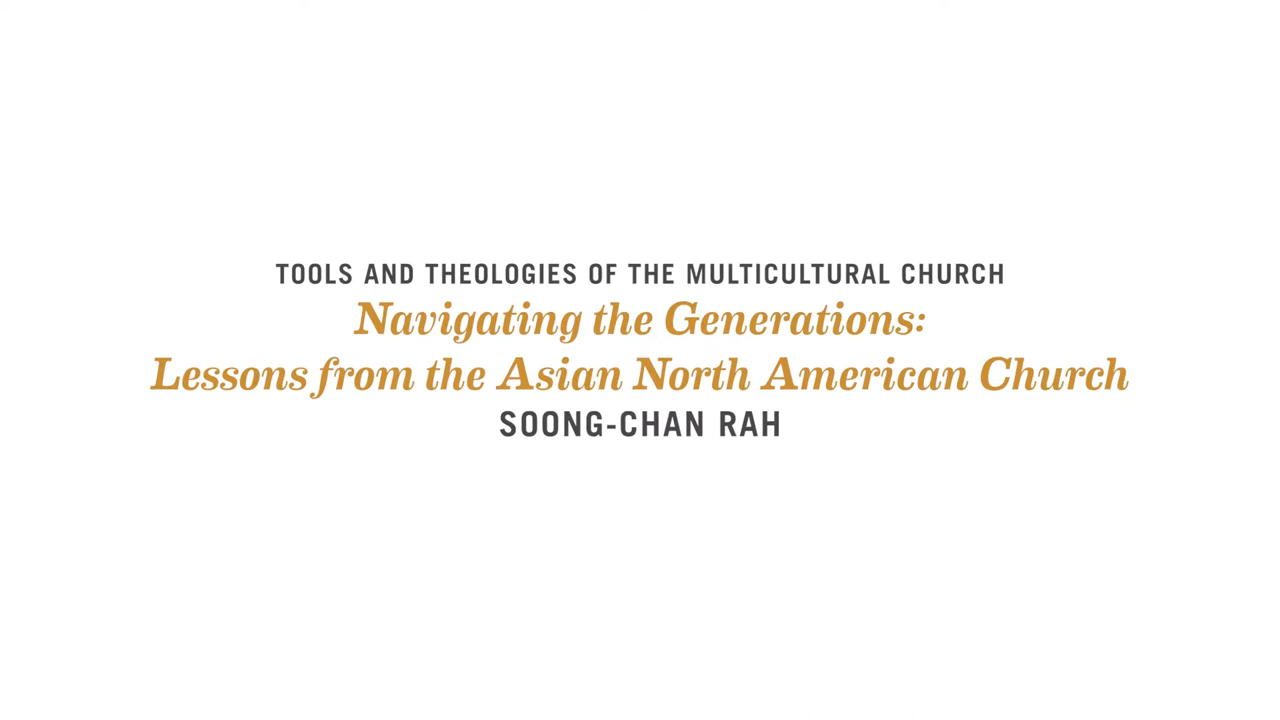 TOOLS AND THEOLOGIES OF THE MULTICULTURAL CHURCH
Navigating the Generations:
Lessons from the Asian North American Church
SOONG-CHAN RAH